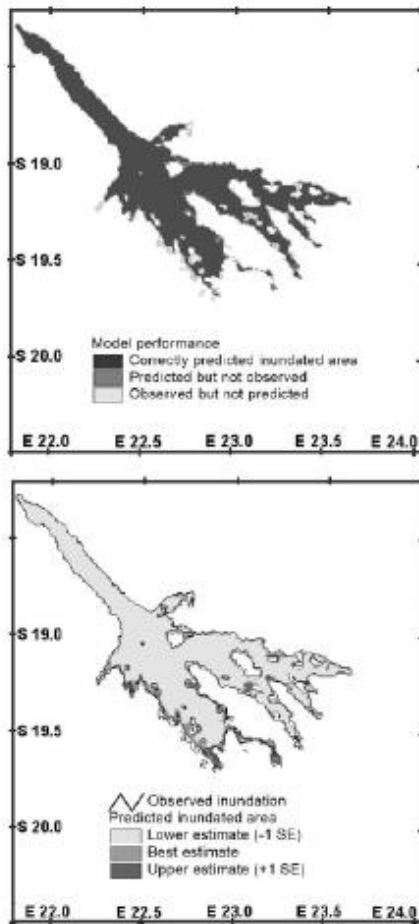 S 19.0
S 19.5
S 20.0
Model performance
Correctly predicted inundated area
Predicted but not observed
Observed but not predicted
E 22.0 E 22.5 E 23.0 E 23.5 E 24.0
S 19.0
S 19.5
S 20.0
Observed inundation
Predicted inundated area
Lower estimate (-1 SE)
Best estimate
Upper estimate (+1 SE)
E 22.0 E 22.5 E 23.0 E 23.5 E 24.0